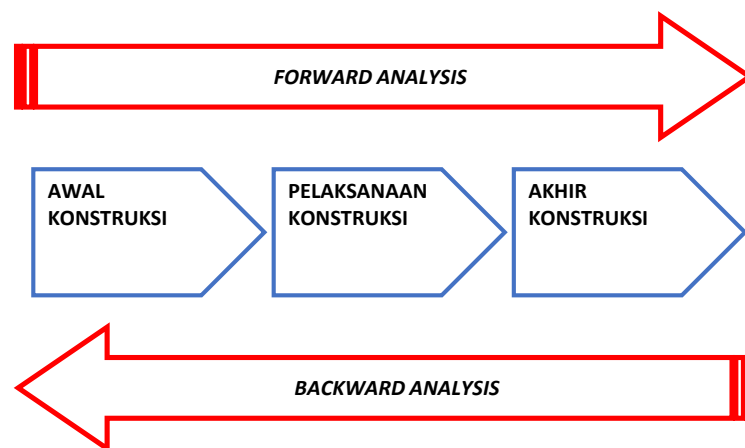 FORWARD ANALYSIS
AWAL
KONSTRUKSI
PELAKSANAAN
KONSTRUKSI
AKHIR
KONSTRUKSI
BACKWARD ANALYSIS